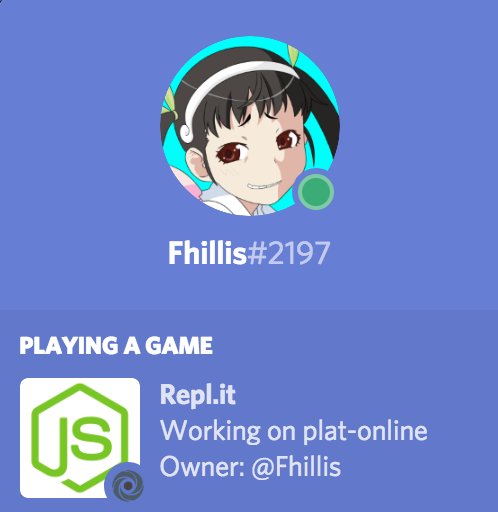 Fhillis#2197
PLAYING A GAME
JS
Repl.it
Working on plat-online
Owner: @Fhillis